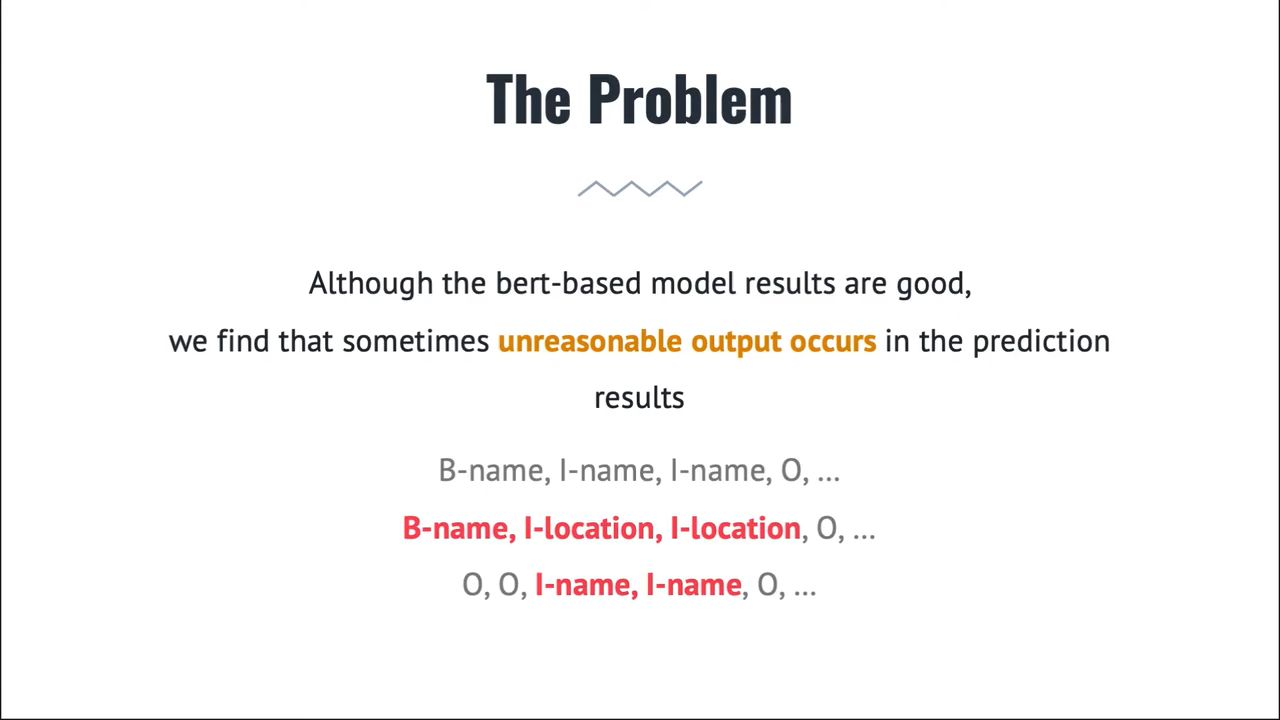 The Problem
Although the bert-based model results are good,
we find that sometimes unreasonable output occurs in the prediction
results
B-name, I-name, I-name, O, ...
B-name, I-location, I-location, O, ...
O, O, I-name, I-name, O, ...